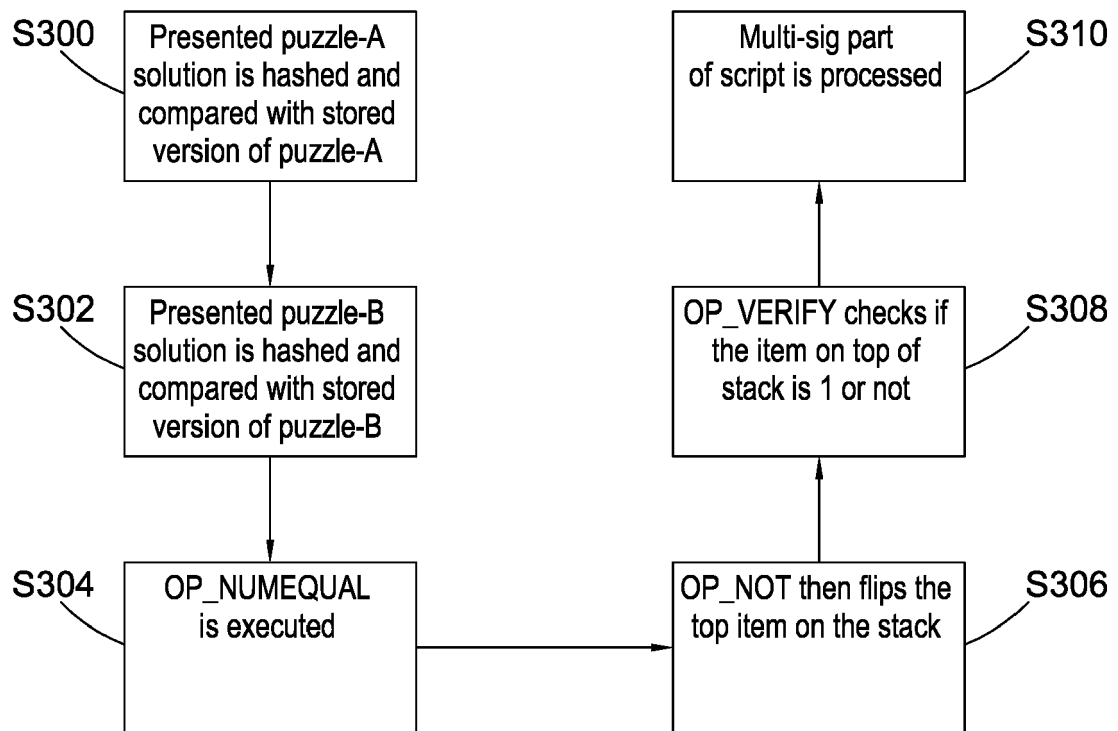 S300
Presented puzzle-A
solution is hashed and
compared with stored
version of puzzle-A
S302
Presented puzzle-B
solution is hashed and
compared with stored
version of puzzle-B
S304
OP_NUMEQUAL
is executed
OP_NOT then flips the
top item on the stack
S306
OP_VERIFY checks if
the item on top of
stack is 1 or not
S308
Multi-sig part
of script is processed
S310